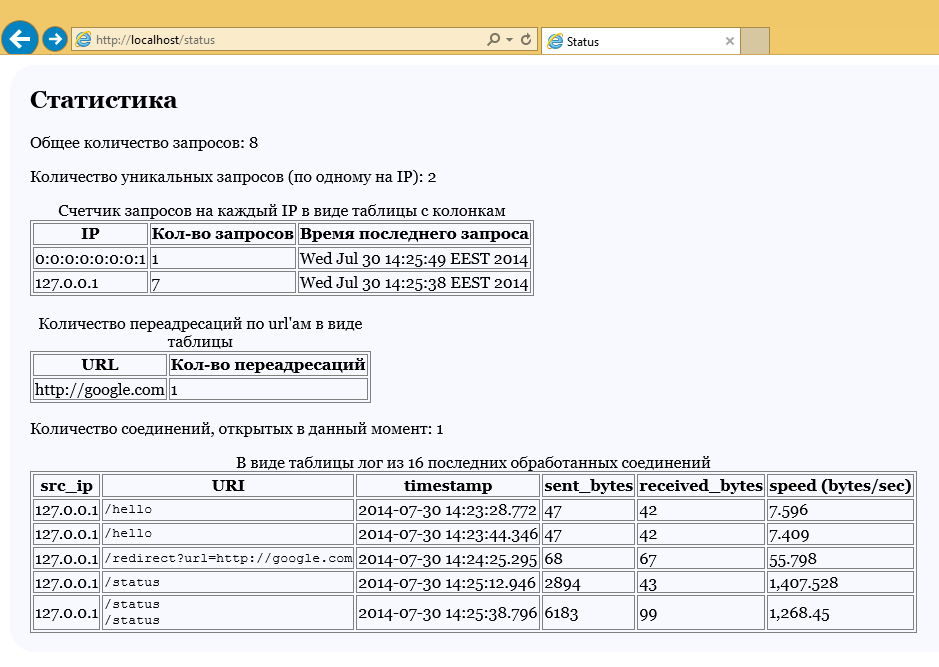 http://localhost/status
Status
Статистика
Общее количество запросов: 8
Количество уникальных запросов (по одному на IP): 2
Счетчик запросов на каждый IP в виде таблицы с колонкам
IP Кол-во запросов Время последнего запроса
0:0:0:0:0:0:0:1 1 Wed Jul 30 14:25:49 EEST 2014
127.0.0.1 7 Wed Jul 30 14:25:38 EEST 2014
Количество переадресаций по url'ам в виде
таблицы
URL Кол-во переадресаций
http://google.com 1
Количество соединений, открытых в данный момент: 1
В виде таблицы лог из 16 последних обработанных соединений
src_ip URI timestamp sent_bytes received_bytes speed (bytes/sec)
127.0.0.1 /hello 2014-07-30 14:23:28.772 47 42 7.596
127.0.0.1 /hello 2014-07-30 14:23:44.346 47 42 7.409
127.0.0.1 /redirect?url=http://google.com 2014-07-30 14:24:25.295 68 67 55.798
127.0.0.1 /status 2014-07-30 14:25:12.946 2894 43 1,407.528
127.0.0.1 /status 2014-07-30 14:25:38.796 6183 99 1,268.45
/status